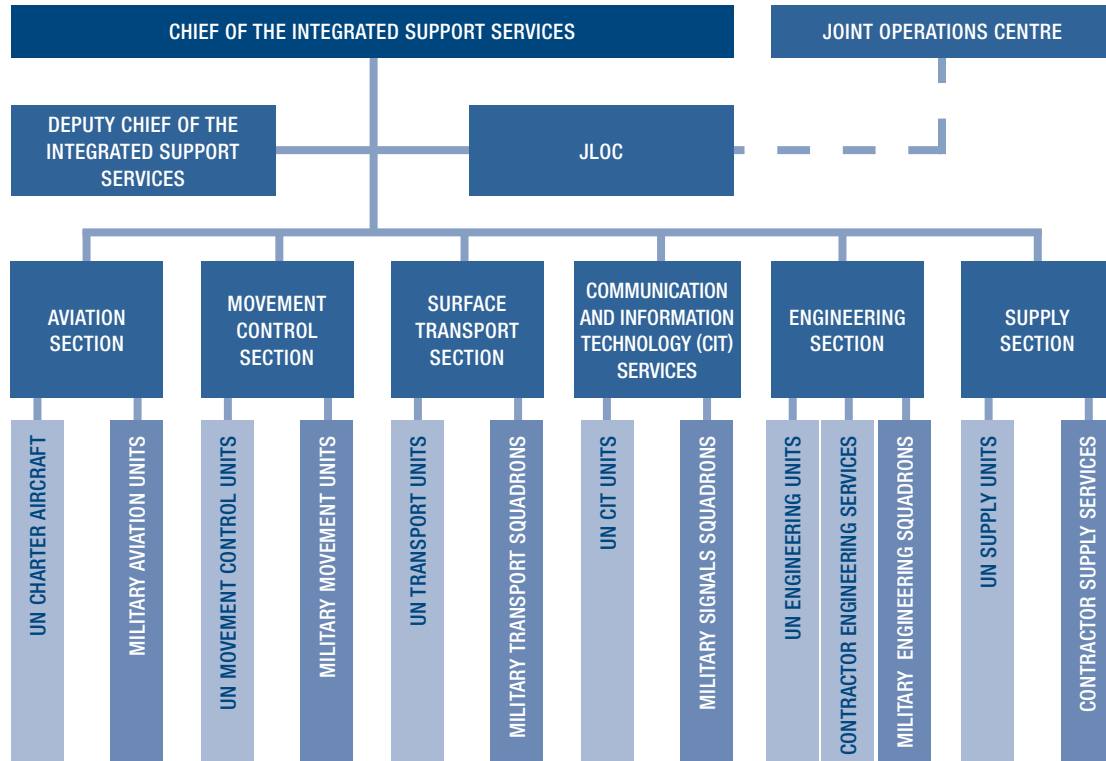 CHIEF OF THE INTEGRATED SUPPORT SERVICES
JOINT OPERATIONS CENTRE
DEPUTY CHIEF OF THE
INTEGRATED SUPPORT
SERVICES
JLOC
AVIATION
SECTION
MOVEMENT
CONTROL
SECTION
SURFACE
TRANSPORT
SECTION
COMMUNICATION
AND INFORMATION
TECHNOLOGY (CIT)
SERVICES
ENGINEERING
SECTION
SUPPLY
SECTION
UN CHARTER AIRCRAFT
MILITARY AVIATION UNITS
UN MOVEMENT CONTROL UNITS
MILITARY MOVEMENT UNITS
UN TRANSPORT UNITS
MILITARY TRANSPORT SQUADRONS
UN CIT UNITS
MILITARY SIGNALS SQUADRONS
UN ENGINEERING UNITS
CONTRACTOR ENGINEERING SERVICES
MILITARY ENGINEERING SQUADRONS
UN SUPPLY UNITS
CONTRACTOR SUPPLY SERVICES